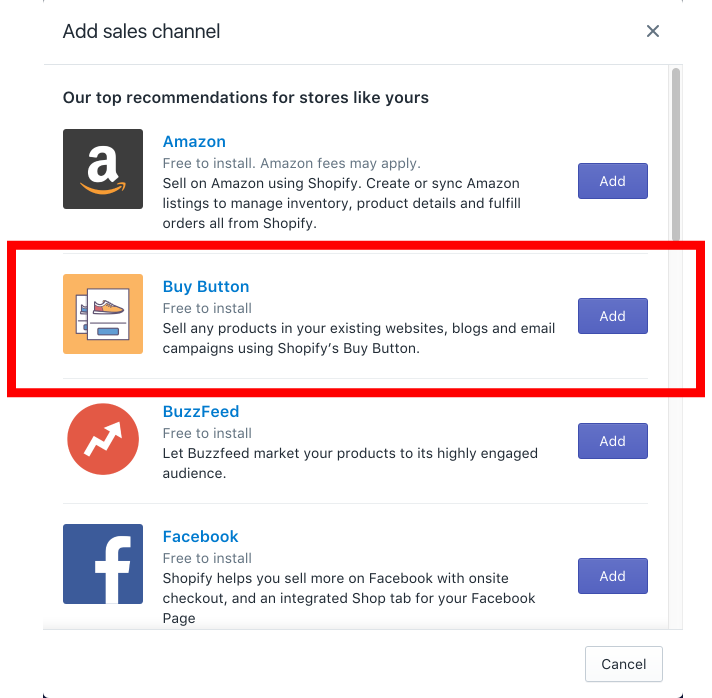 Add sales channel
Our top recommendations for stores like yours
Amazon
Free to install. Amazon fees may apply.
Sell on Amazon using Shopify. Create or sync Amazon
listings to manage inventory, product details and fulfill
orders all from Shopify.
Add
Buy Button
Free to install
Sell any products in your existing websites, blogs and email
campaigns using Shopify’s Buy Button.
Add
BuzzFeed
Free to install
Let Buzzfeed market your products to its highly engaged
audience.
Add
Facebook
Free to install
Shopify helps you sell more on Facebook with onsite
checkout, and an integrated Shop tab for your Facebook
Page
Add
Cancel